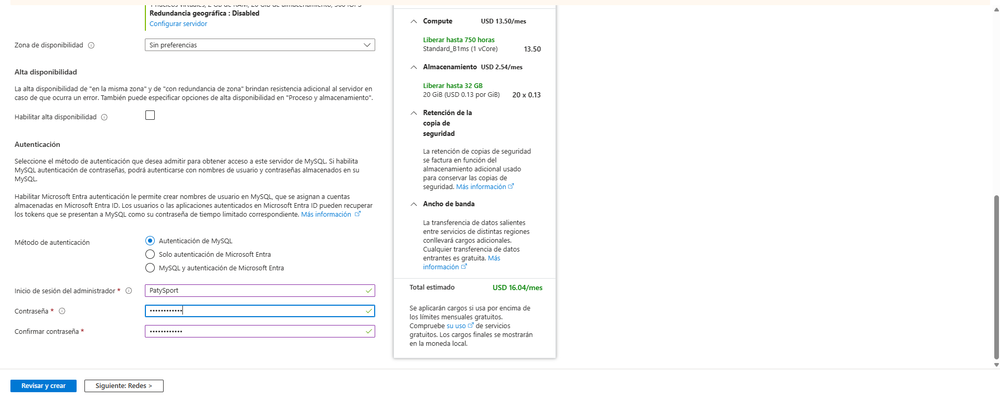 Redundancia geográfica : Disabled
Configurar servidor
Zona de disponibilidad
Sin preferencias
Alta disponibilidad
La alta disponibilidad de "en la misma zona" y de "con redundancia de zona" brindan resistencia adicional al servidor en
caso de que ocurra un error. También puede especificar opciones de alta disponibilidad en "Proceso y almacenamiento".
Habilitar alta disponibilidad
Autenticación
Seleccione el método de autenticación que desea admitir para obtener acceso a este servidor de MySQL. Si habilita
MySQL autenticación de contraseñas, podrá autenticarse con nombres de usuario y contraseñas almacenados en su
MySQL.
Habilitar Microsoft Entra autenticación le permite crear nombres de usuario en MySQL, que se asignan a cuentas
almacenadas en Microsoft Entra ID. Los usuarios o las aplicaciones autenticados en Microsoft Entra ID pueden recuperar
los tokens que se presentan a MySQL como su contraseña de tiempo limitado correspondiente. Más información
Método de autenticación
Autenticación de MySQL
Solo autenticación de Microsoft Entra
MySQL y autenticación de Microsoft Entra
Inicio de sesión del administrador *
PatySport
Contraseña *
••••••••••••
Confirmar contraseña *
••••••••••••
Compute USD 13.50/mes
Liberar hasta 750 horas
Standard_B1ms (1 vCore) 13.50
Almacenamiento USD 2.54/mes
Liberar hasta 32 GB
20 GiB (USD 0.13 por GiB) 20 x 0.13
Retención de la
copia de
seguridad
La retención de copias de seguridad
se factura en función del
almacenamiento adicional usado
para conservar las copias de
seguridad. Más información
Ancho de banda
La transferencia de datos salientes
entre servicios de distintas regiones
conllevará cargos adicionales.
Cualquier transferencia de datos
entrantes es gratuita. Más
información
Total estimado USD 16.04/mes
Se aplicarán cargos si usa por encima de
los límites mensuales gratuitos.
Compruebe su uso de servicios
gratuitos. Los cargos finales se mostrarán
en la moneda local.
Revisar y crear
Siguiente: Redes >